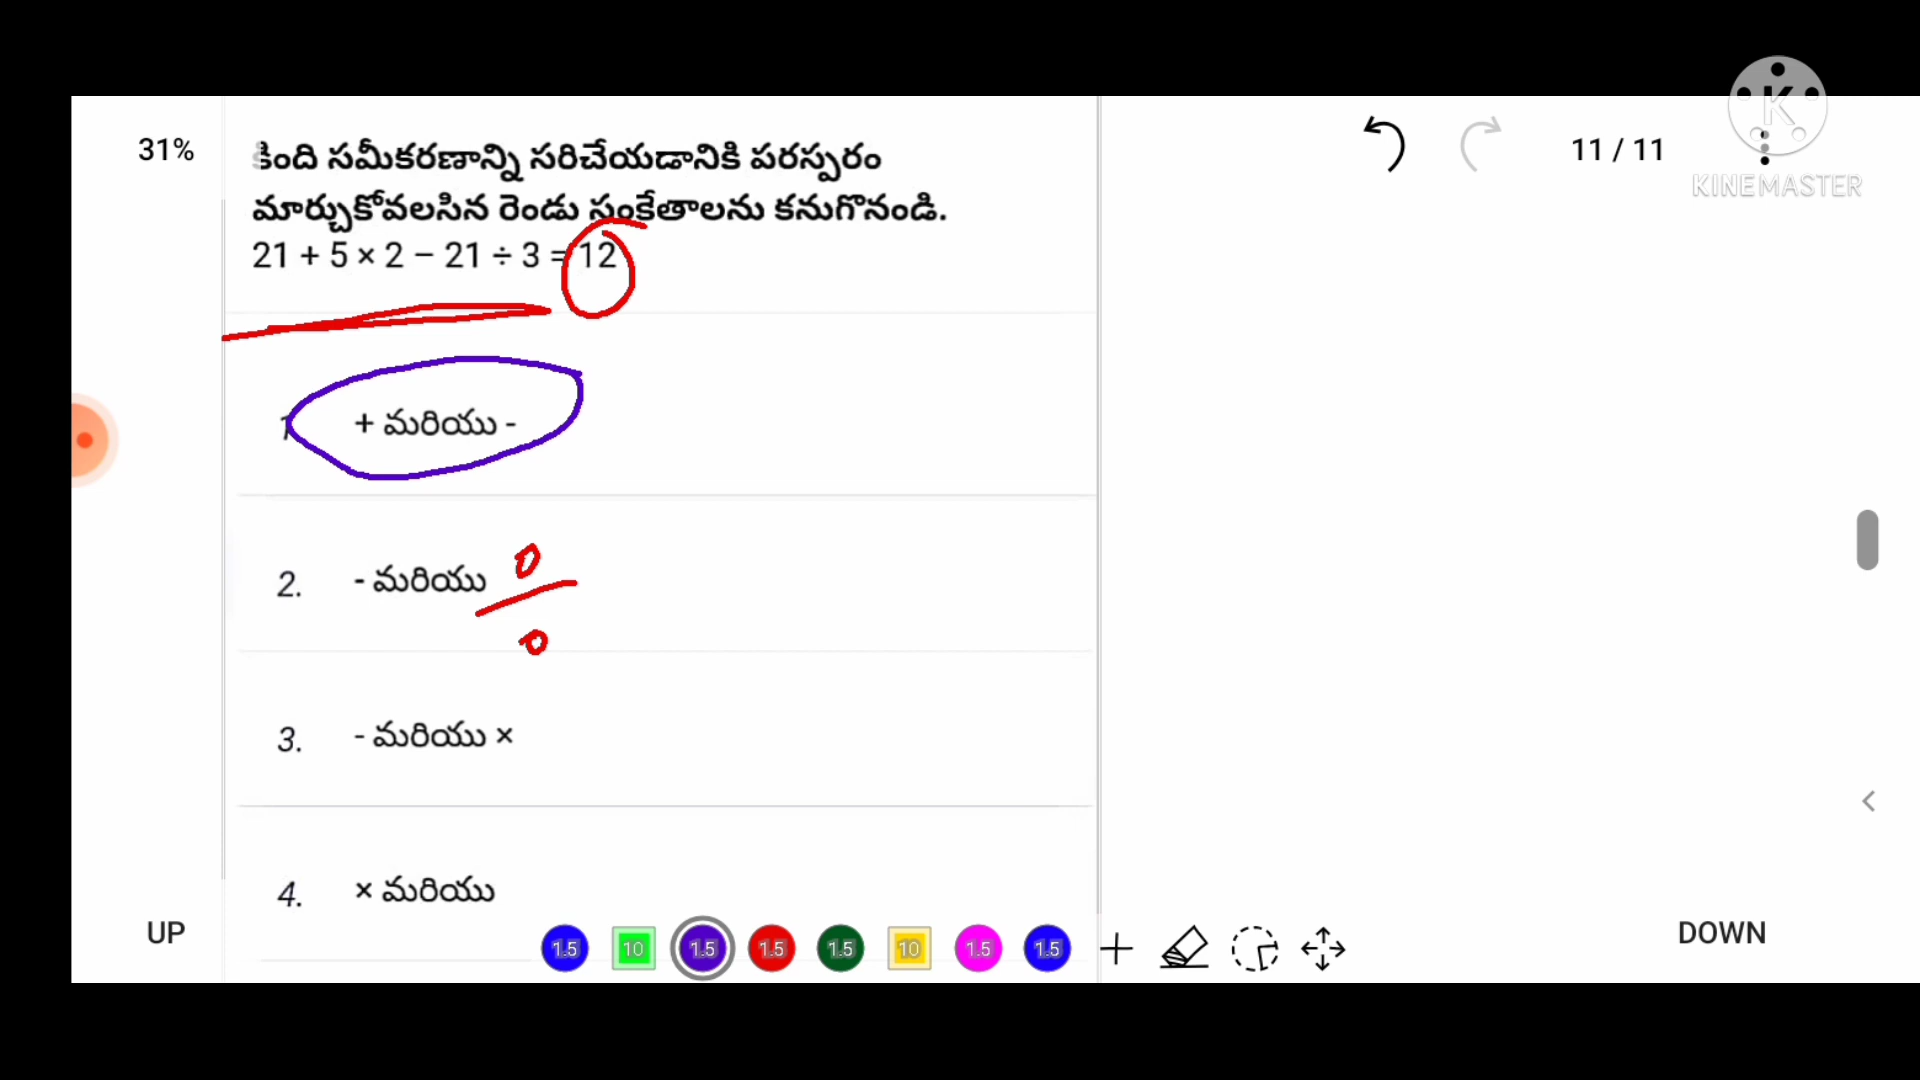 31%
కింది సమీకరణాన్ని సరిచేయడానికి పరస్పరం
మార్చుకోవలసిన రెండు సంకేతాలను కనుగొనండి.
21 + 5 × 2 – 21 ÷ 3 = 12
11 / 11
KINEMASTER
1. + మరియు -
2. - మరియు ÷
3. - మరియు ×
4. × మరియు
UP
1.5 10 1.5 1.5 1.5 10 1.5 1.5
DOWN